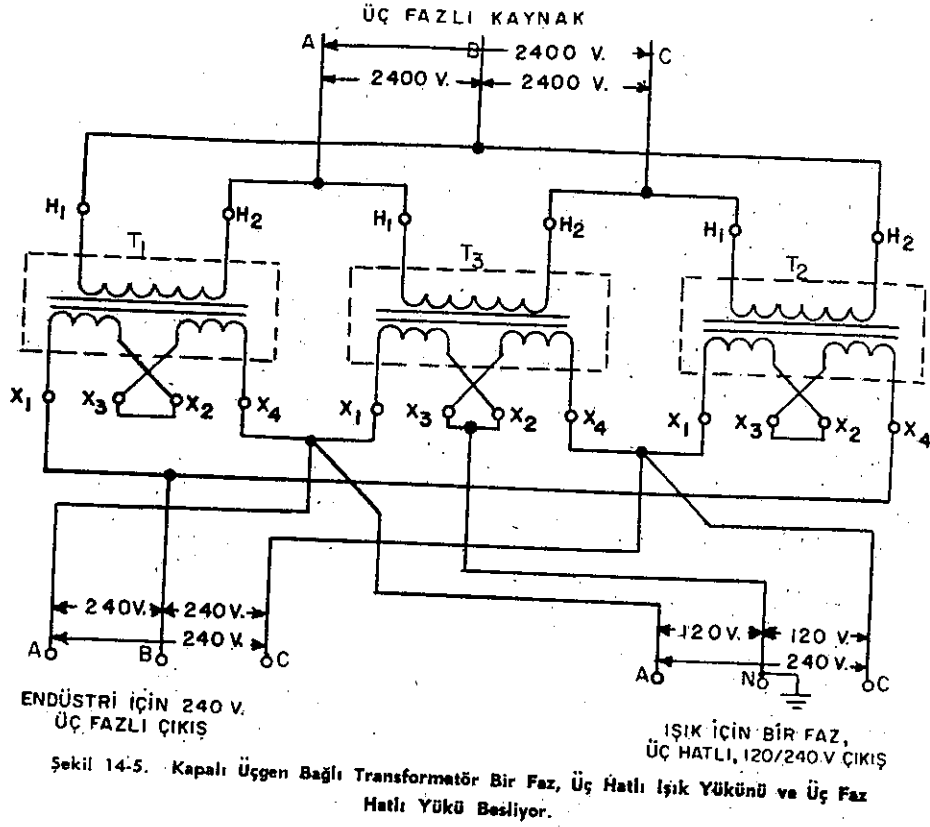 ÜÇ FAZLI KAYNAK
A B 2400 V. C
2400 V. 2400 V.
H₁ H₂ H₁ H₂ H₁ H₂
T₁ T₃ T₂
X₁ X₃ X₂ X₄ X₁ X₃ X₂ X₄ X₁ X₃ X₂ X₄
240V. 240V.
240V.
A B C
120V. 120 V.
240V.
A N C
ENDÜSTRİ İÇİN 240 V.
ÜÇ FAZLI ÇIKIŞ
IŞIK İÇİN BİR FAZ,
ÜÇ HATLI, 120/240.V ÇIKIŞ
Şekil 14-5. Kapalı Üçgen Bağlı Transformatör Bir Faz, Üç Hatlı Işık Yükünü ve Üç Faz
Hatlı Yükü Besliyor.